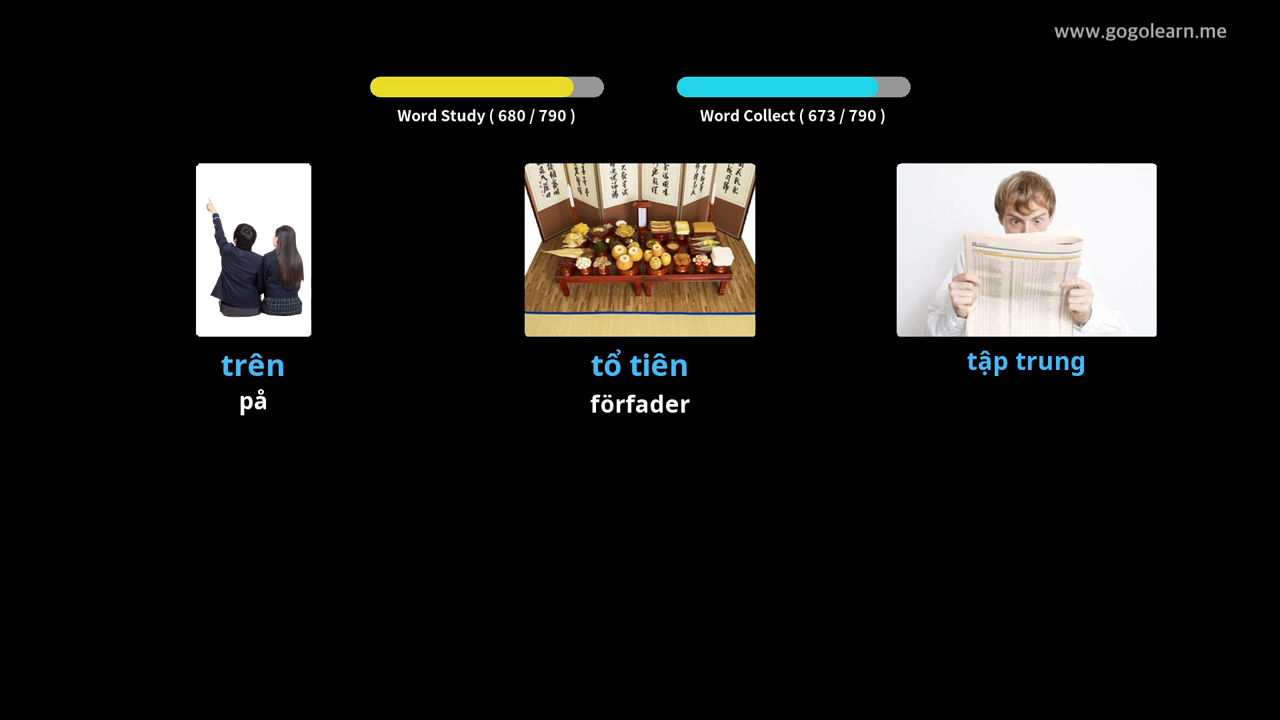 www.gogolearn.me
Word Study ( 680 / 790 )
Word Collect ( 673 / 790 )
trên
på
tổ tiên
förfader
tập trung